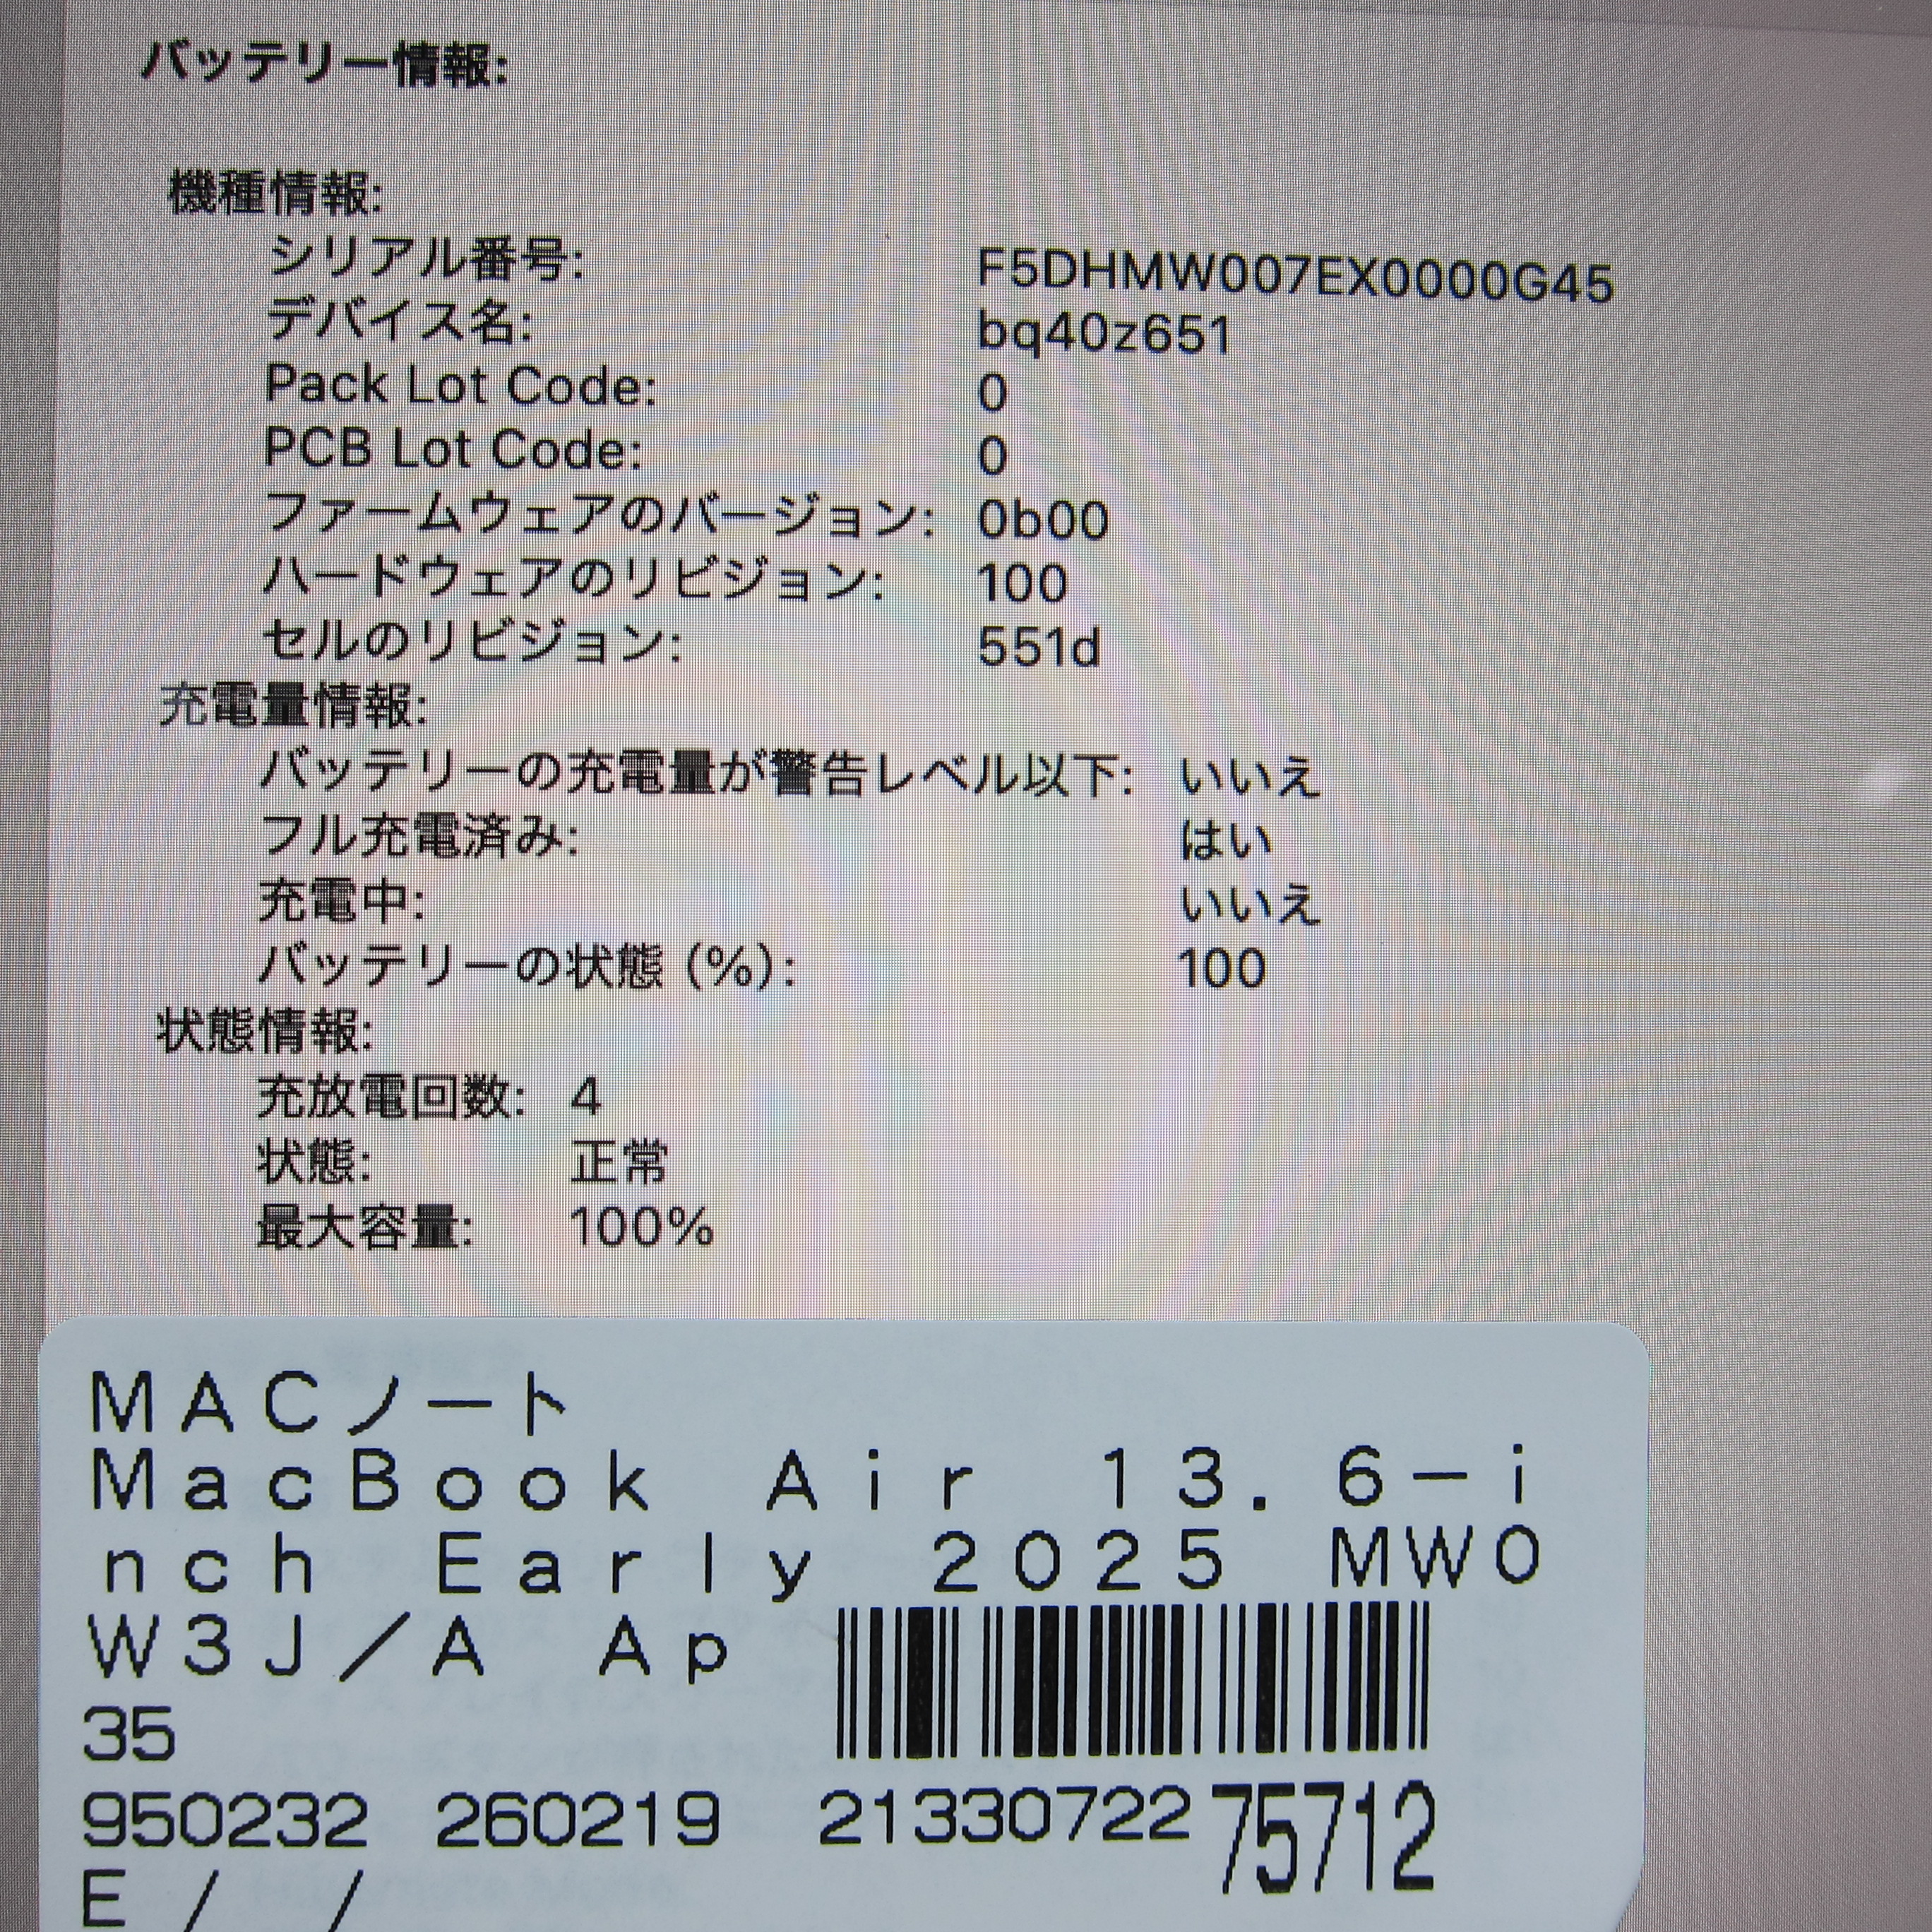 バッテリー情報:
機種情報:
シリアル番号: F5DHMW007EX0000G45
デバイス名: bq40z651
Pack Lot Code: 0
PCB Lot Code: 0
ファームウェアのバージョン: 0b00
ハードウェアのリビジョン: 100
セルのリビジョン: 551d
充電量情報:
バッテリーの充電量が警告レベル以下: いいえ
フル充電済み: はい
充電中: いいえ
バッテリーの状態 (%): 100
状態情報:
充放電回数: 4
状態: 正常
最大容量: 100%
MACノート
MacBook Air 13.6-i
nch Early 2025 MW0
W3J/A Ap
35
950232 260219 2133072275712
E / /